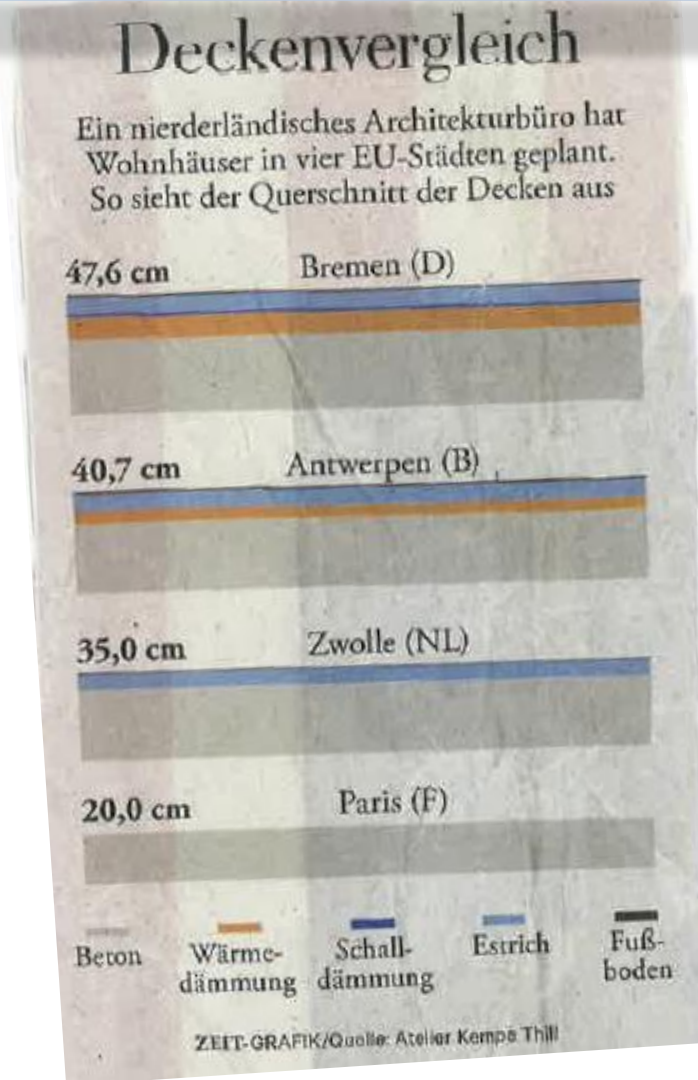 Deckenvergleich
Ein nierderländisches Architekturbüro hat
Wohnhäuser in vier EU-Städten geplant.
So sieht der Querschnitt der Decken aus
47,6 cm Bremen (D)
40,7 cm Antwerpen (B)
35,0 cm Zwolle (NL)
20,0 cm Paris (F)
Beton Wärme- Schall- Estrich Fuß-
dämmung dämmung boden
ZEIT-GRAFIK/Quelle: Atelier Kempe Thill